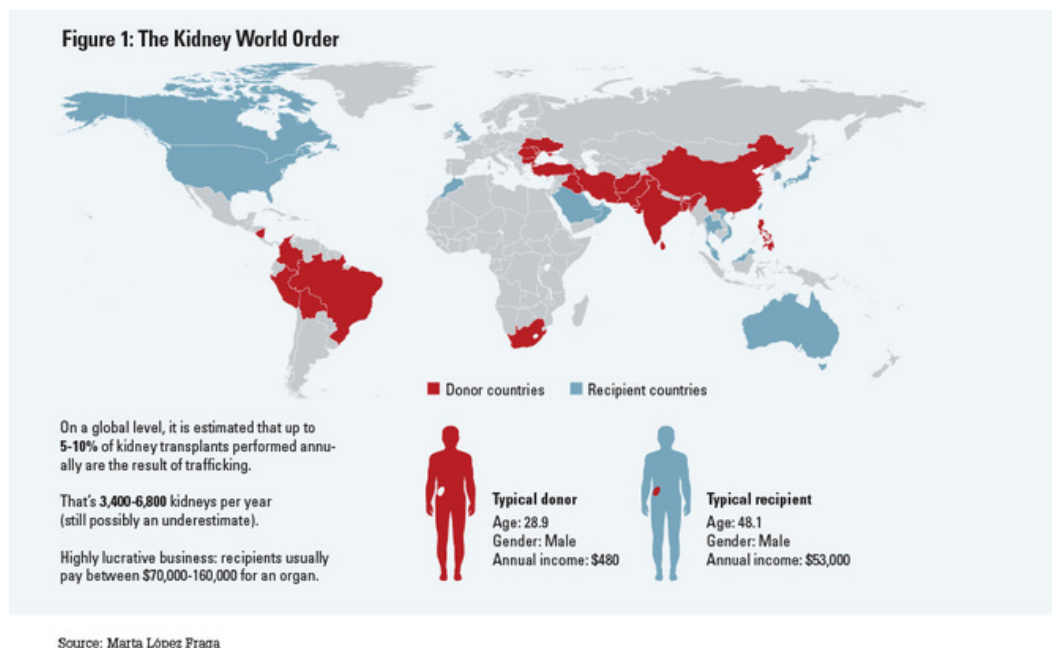 Figure 1: The Kidney World Order
Donor countries
Recipient countries
On a global level, it is estimated that up to
5-10% of kidney transplants performed annu-
ally are the result of trafficking.
That's 3,400-6,800 kidneys per year
(still possibly an underestimate).
Highly lucrative business: recipients usually
pay between $70,000-160,000 for an organ.
Typical donor
Age: 28.9
Gender: Male
Annual income: $480
Typical recipient
Age: 48.1
Gender: Male
Annual income: $53,000
Source: Marta López Fraga